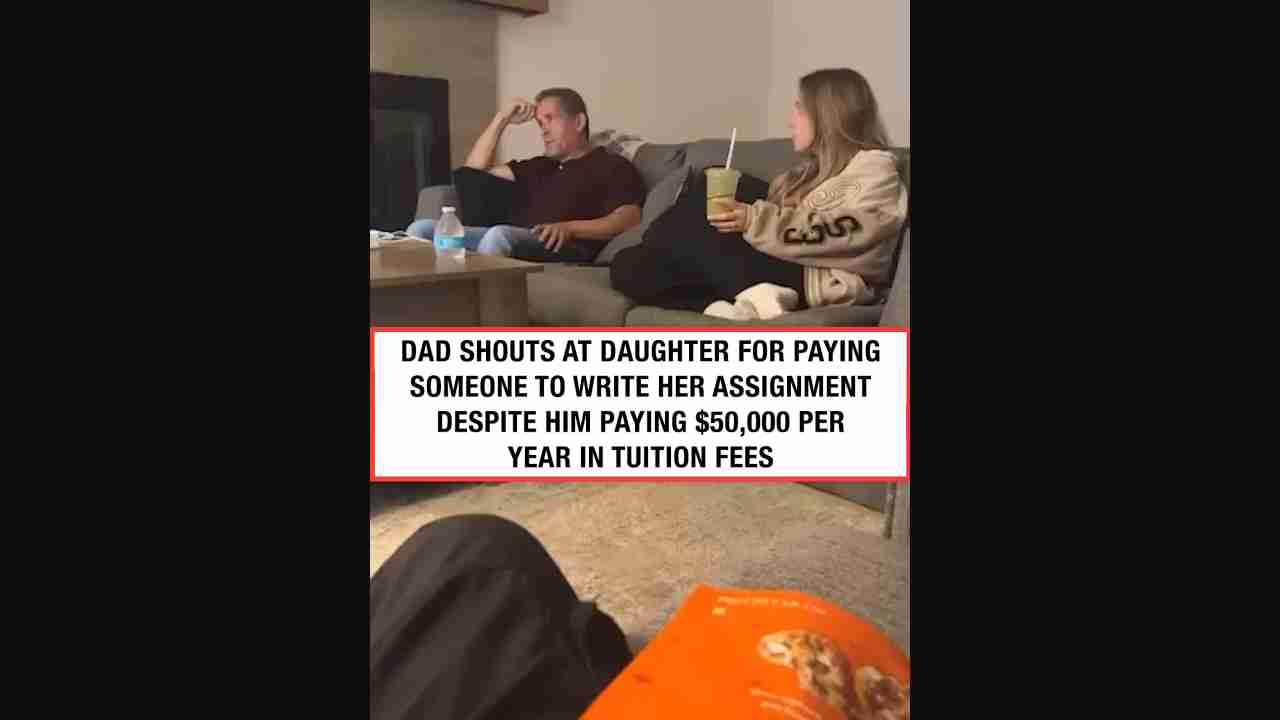 DAD SHOUTS AT DAUGHTER FOR PAYING
SOMEONE TO WRITE HER ASSIGNMENT
DESPITE HIM PAYING $50,000 PER
YEAR IN TUITION FEES